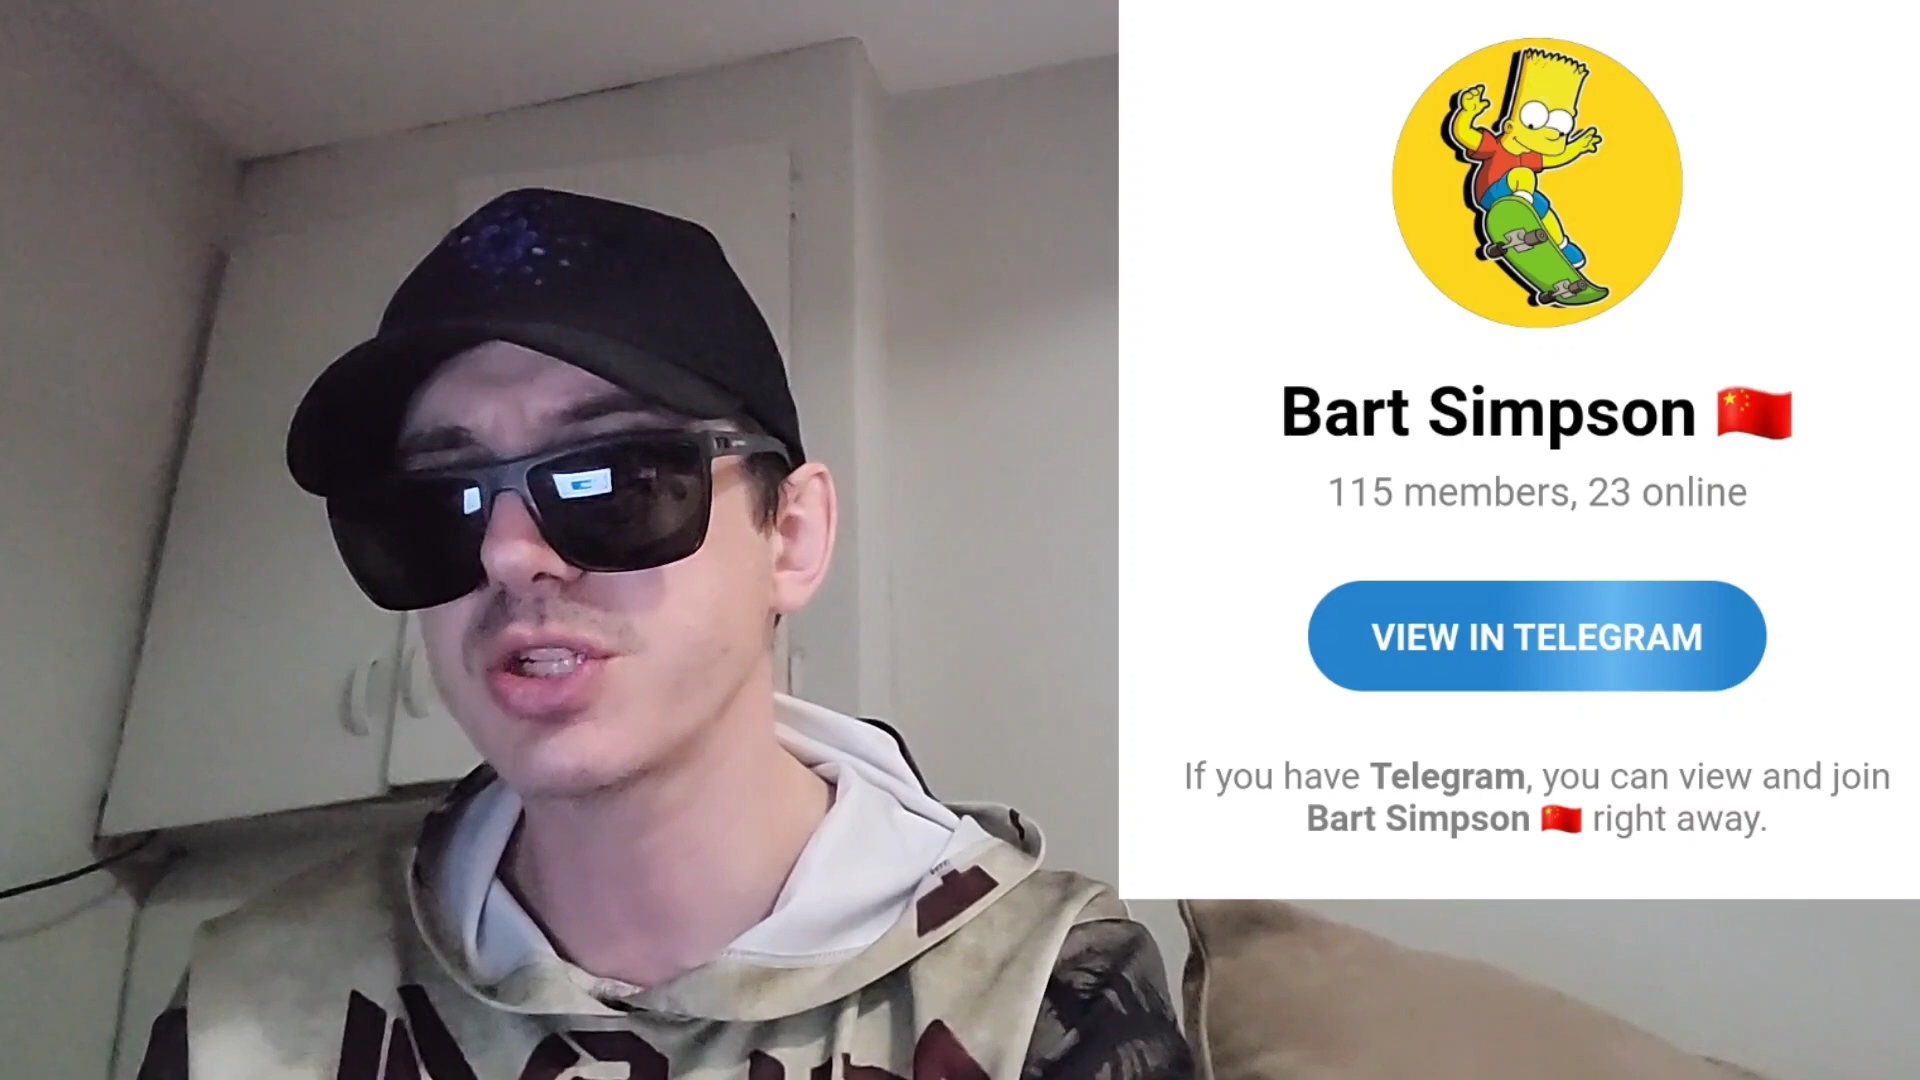 Bart Simpson 🇨🇳
115 members, 23 online
VIEW IN TELEGRAM
If you have Telegram, you can view and join
Bart Simpson 🇨🇳 right away.